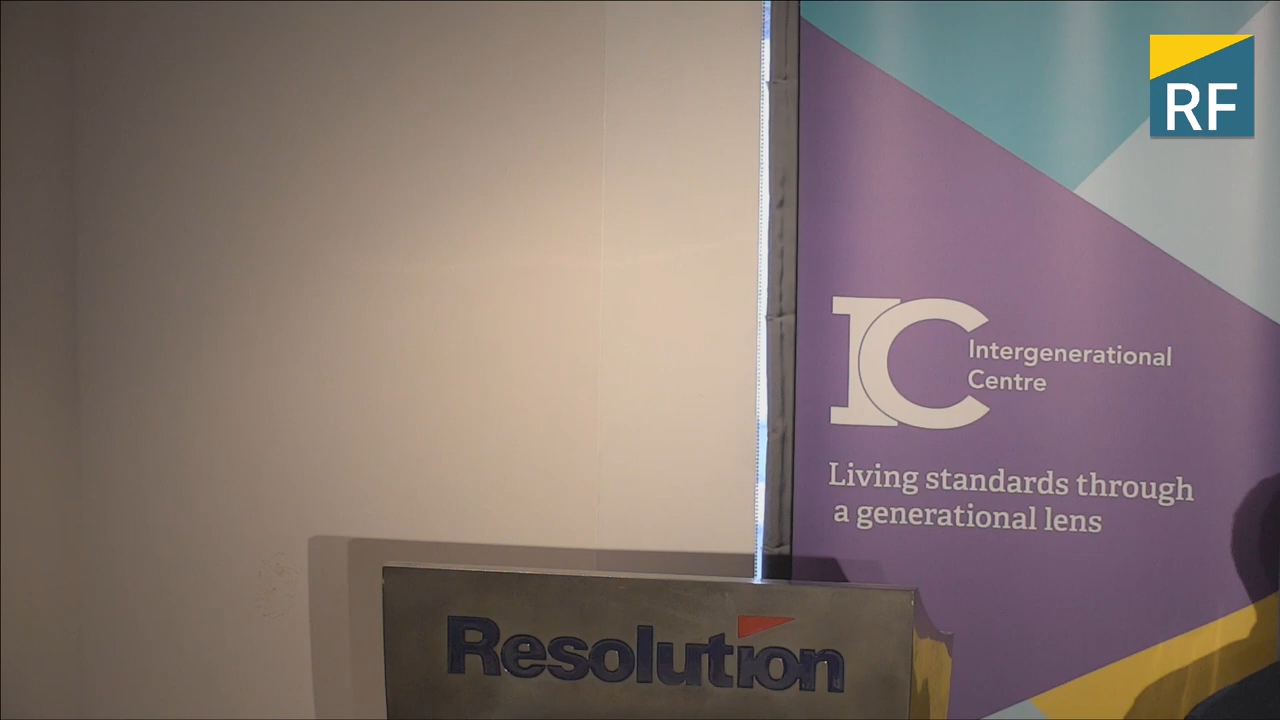 RF
IC
Intergenerational
Centre
Living standards through
a generational lens
Resolution